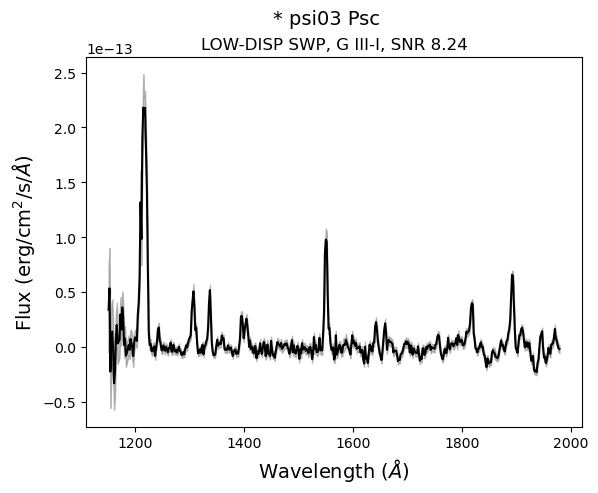 * psi03 Psc
LOW-DISP SWP, G III-I, SNR 8.24
1e−13
2.5
2.0
1.5
1.0
0.5
0.0
−0.5
Flux (erg/cm²/s/Å)
1200 1400 1600 1800 2000
Wavelength (Å)